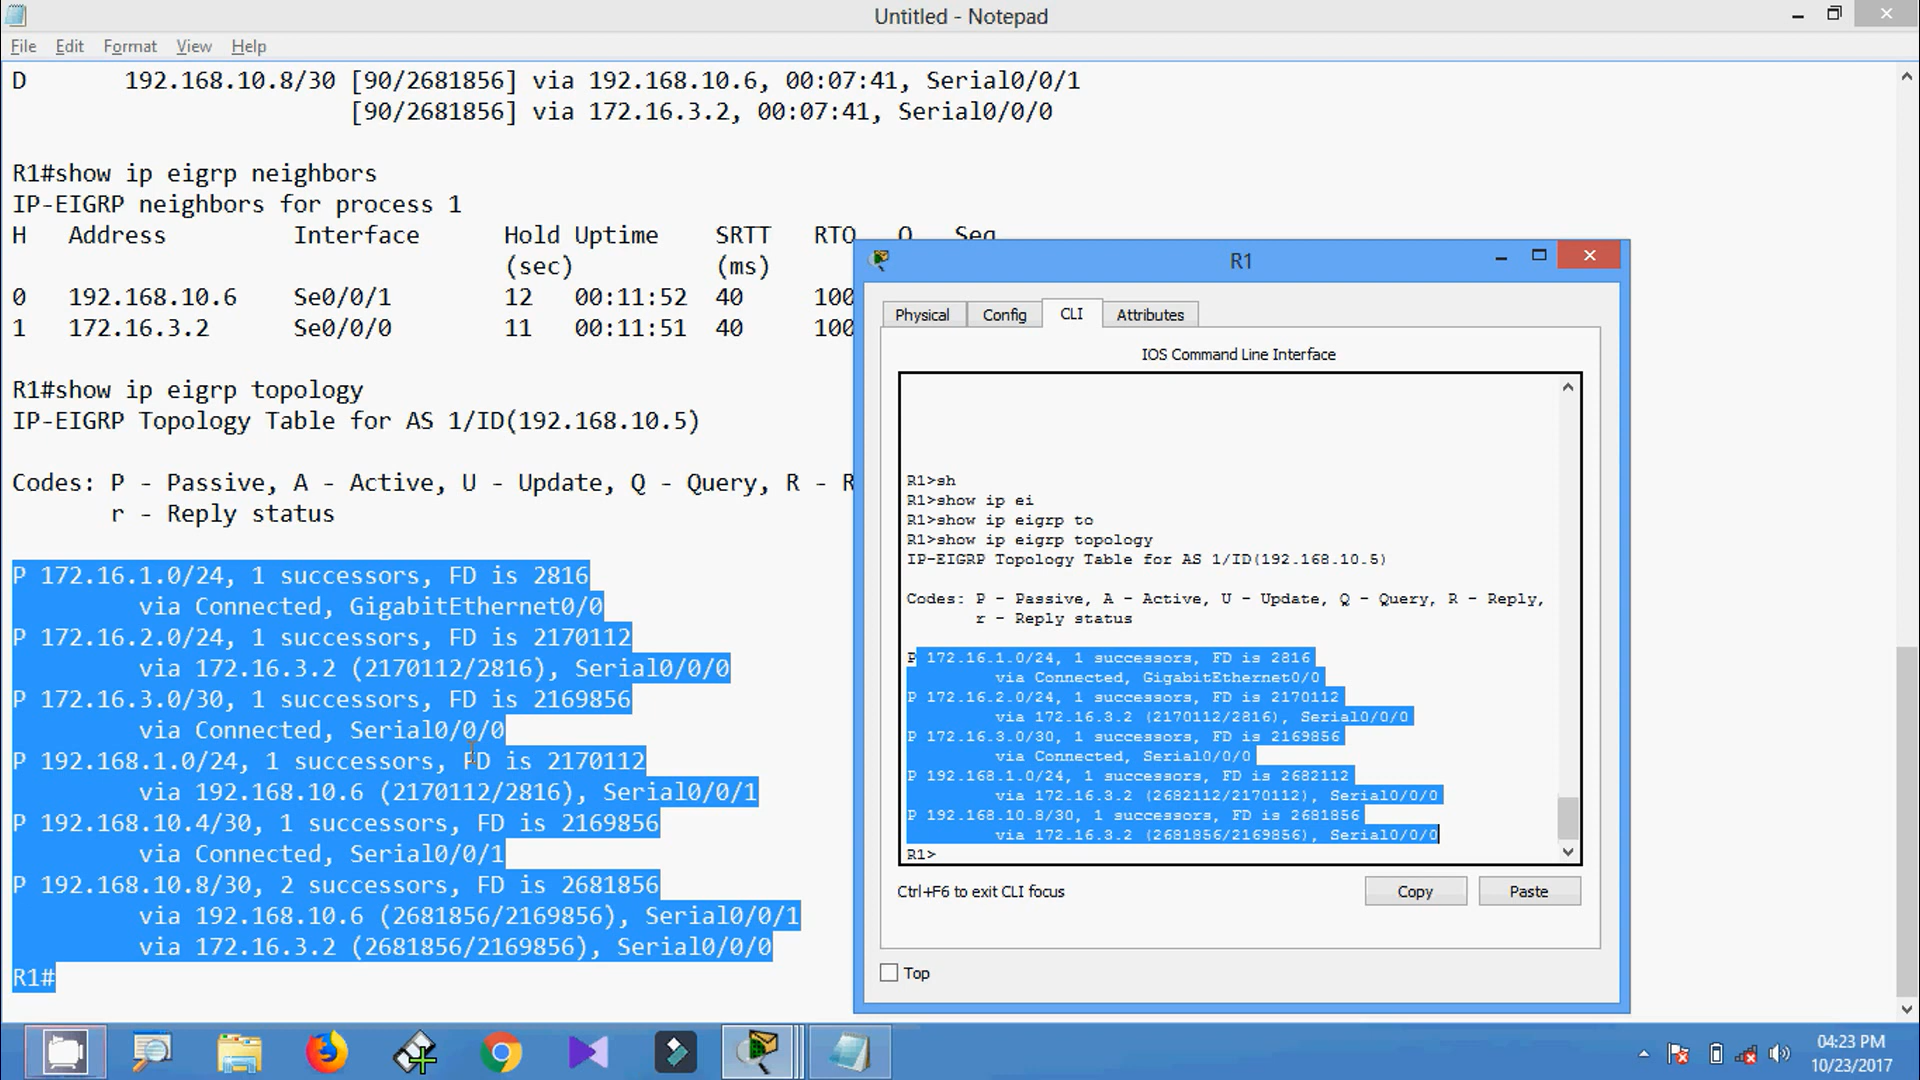 Untitled - Notepad
File Edit Format View Help
D       192.168.10.8/30 [90/2681856] via 192.168.10.6, 00:07:41, Serial0/0/1
                        [90/2681856] via 172.16.3.2, 00:07:41, Serial0/0/0
R1#show ip eigrp neighbors
IP-EIGRP neighbors for process 1
H   Address         Interface      Hold Uptime    SRTT   RTO   Q   Seq
                                   (sec)          (ms)
0   192.168.10.6    Se0/0/1        12   00:11:52  40     100
1   172.16.3.2      Se0/0/0        11   00:11:51  40     100
R1#show ip eigrp topology
IP-EIGRP Topology Table for AS 1/ID(192.168.10.5)
Codes: P - Passive, A - Active, U - Update, Q - Query, R - R
       r - Reply status
P 172.16.1.0/24, 1 successors, FD is 2816
         via Connected, GigabitEthernet0/0
P 172.16.2.0/24, 1 successors, FD is 2170112
         via 172.16.3.2 (2170112/2816), Serial0/0/0
P 172.16.3.0/30, 1 successors, FD is 2169856
         via Connected, Serial0/0/0
P 192.168.1.0/24, 1 successors, FD is 2170112
         via 192.168.10.6 (2170112/2816), Serial0/0/1
P 192.168.10.4/30, 1 successors, FD is 2169856
         via Connected, Serial0/0/1
P 192.168.10.8/30, 2 successors, FD is 2681856
         via 192.168.10.6 (2681856/2169856), Serial0/0/1
         via 172.16.3.2 (2681856/2169856), Serial0/0/0
R1#
R1
Physical Config CLI Attributes
IOS Command Line Interface
R1>sh
R1>show ip ei
R1>show ip eigrp to
R1>show ip eigrp topology
IP-EIGRP Topology Table for AS 1/ID(192.168.10.5)
Codes: P - Passive, A - Active, U - Update, Q - Query, R - Reply,
       r - Reply status
P 172.16.1.0/24, 1 successors, FD is 2816
         via Connected, GigabitEthernet0/0
P 172.16.2.0/24, 1 successors, FD is 2170112
         via 172.16.3.2 (2170112/2816), Serial0/0/0
P 172.16.3.0/30, 1 successors, FD is 2169856
         via Connected, Serial0/0/0
P 192.168.1.0/24, 1 successors, FD is 2682112
         via 172.16.3.2 (2682112/2170112), Serial0/0/0
P 192.168.10.8/30, 1 successors, FD is 2681856
         via 172.16.3.2 (2681856/2169856), Serial0/0/0
R1>
Ctrl+F6 to exit CLI focus
Copy Paste
Top
04:23 PM
10/23/2017